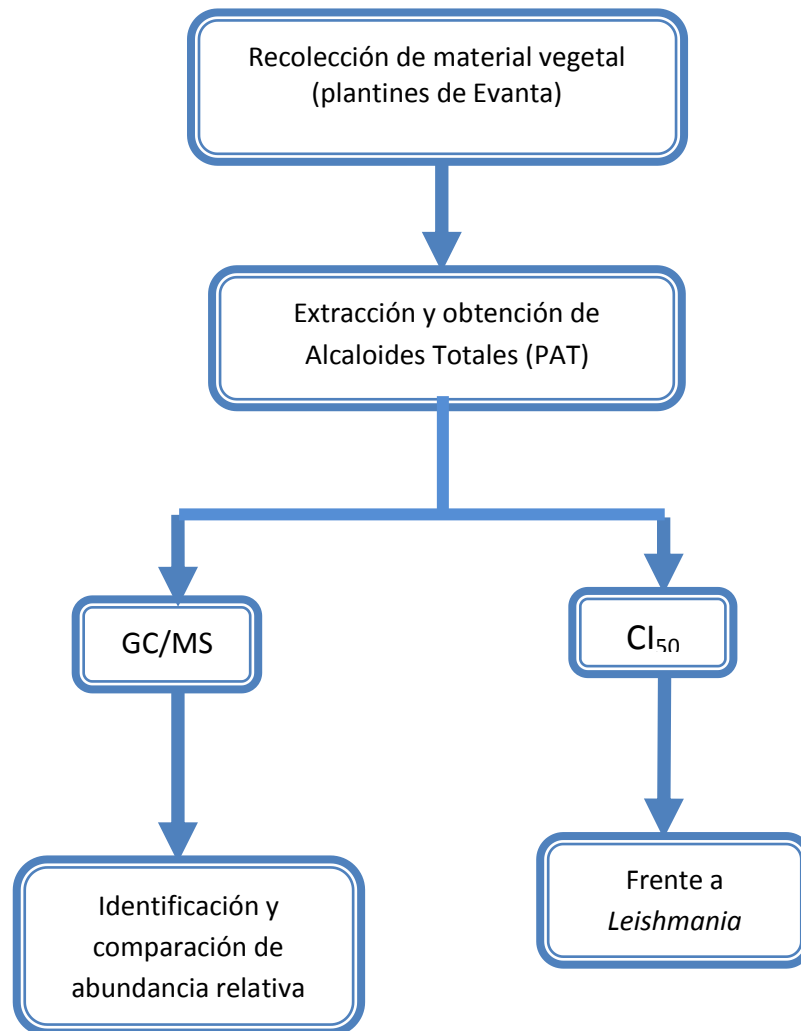 Recolección de material vegetal
(plantines de Evanta)
Extracción y obtención de
Alcaloides Totales (PAT)
GC/MS
CI₅₀
Identificación y
comparación de
abundancia relativa
Frente a
Leishmania